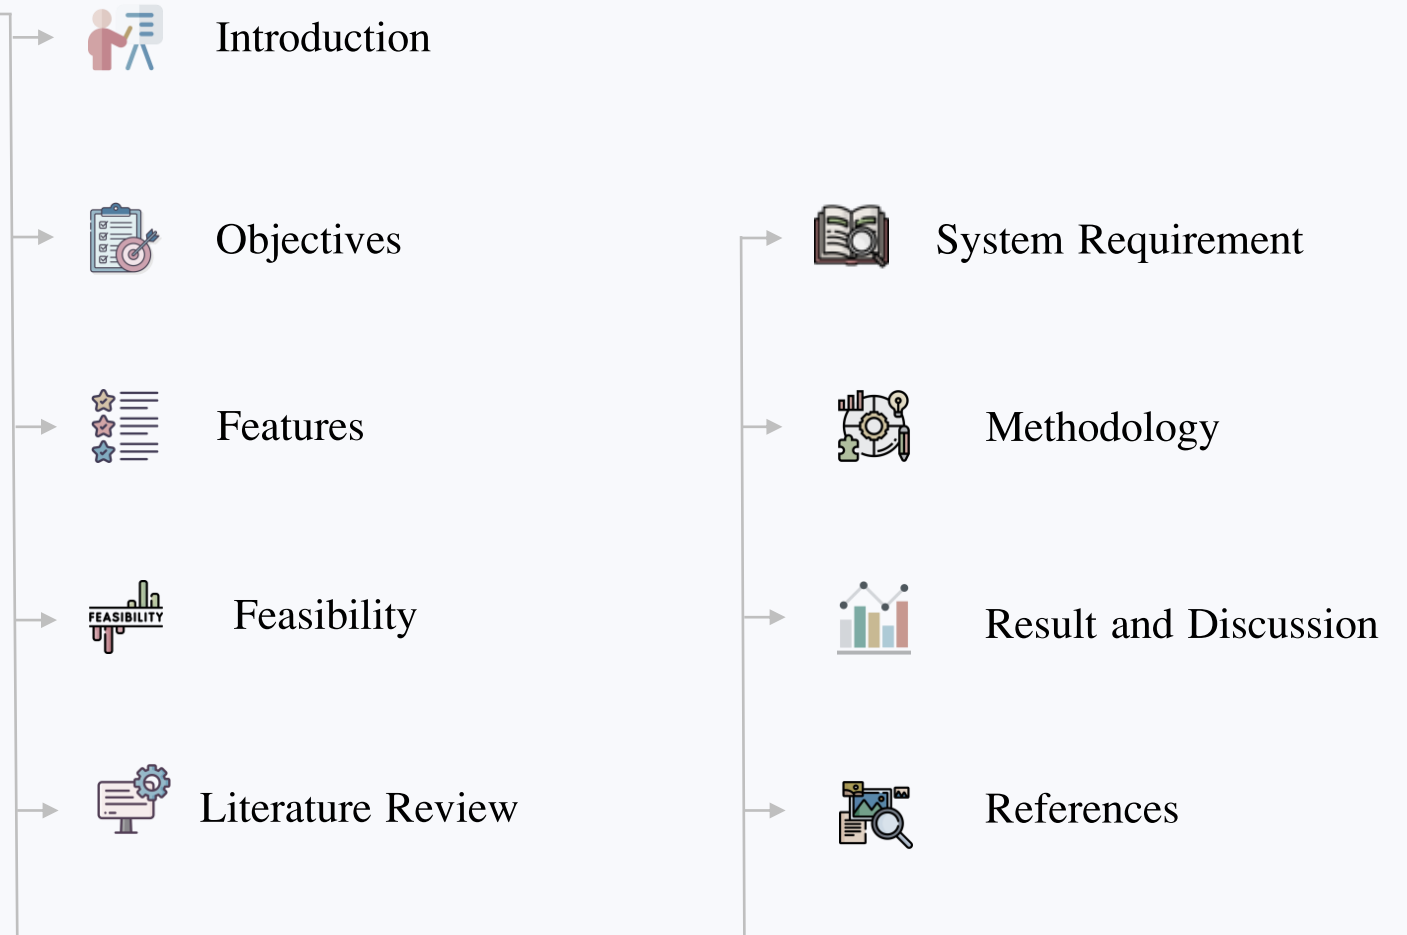 Introduction
Objectives
Features
FEASIBILITY
Feasibility
Literature Review
System Requirement
Methodology
Result and Discussion
References